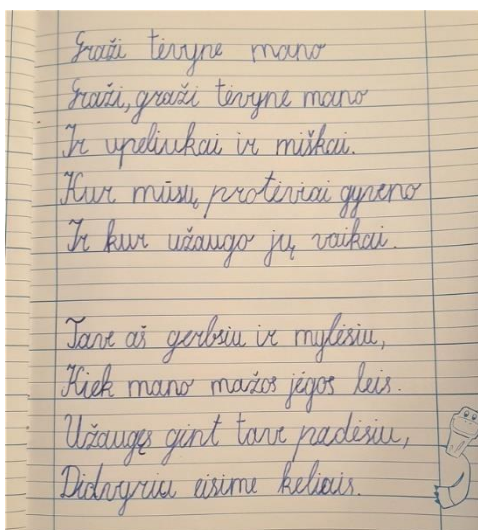 Graži tėvyne mano
Graži, graži tėvyne mano
Ir upeliukai ir miškai.
Kur mūsų protėviai gyveno
Ir kur užaugo jų vaikai.
Tave aš gerbsiu ir mylėsiu,
Kiek mano mažos jėgos leis.
Užaugęs gint tave padėsiu,
Didvyrių eisime keliais.